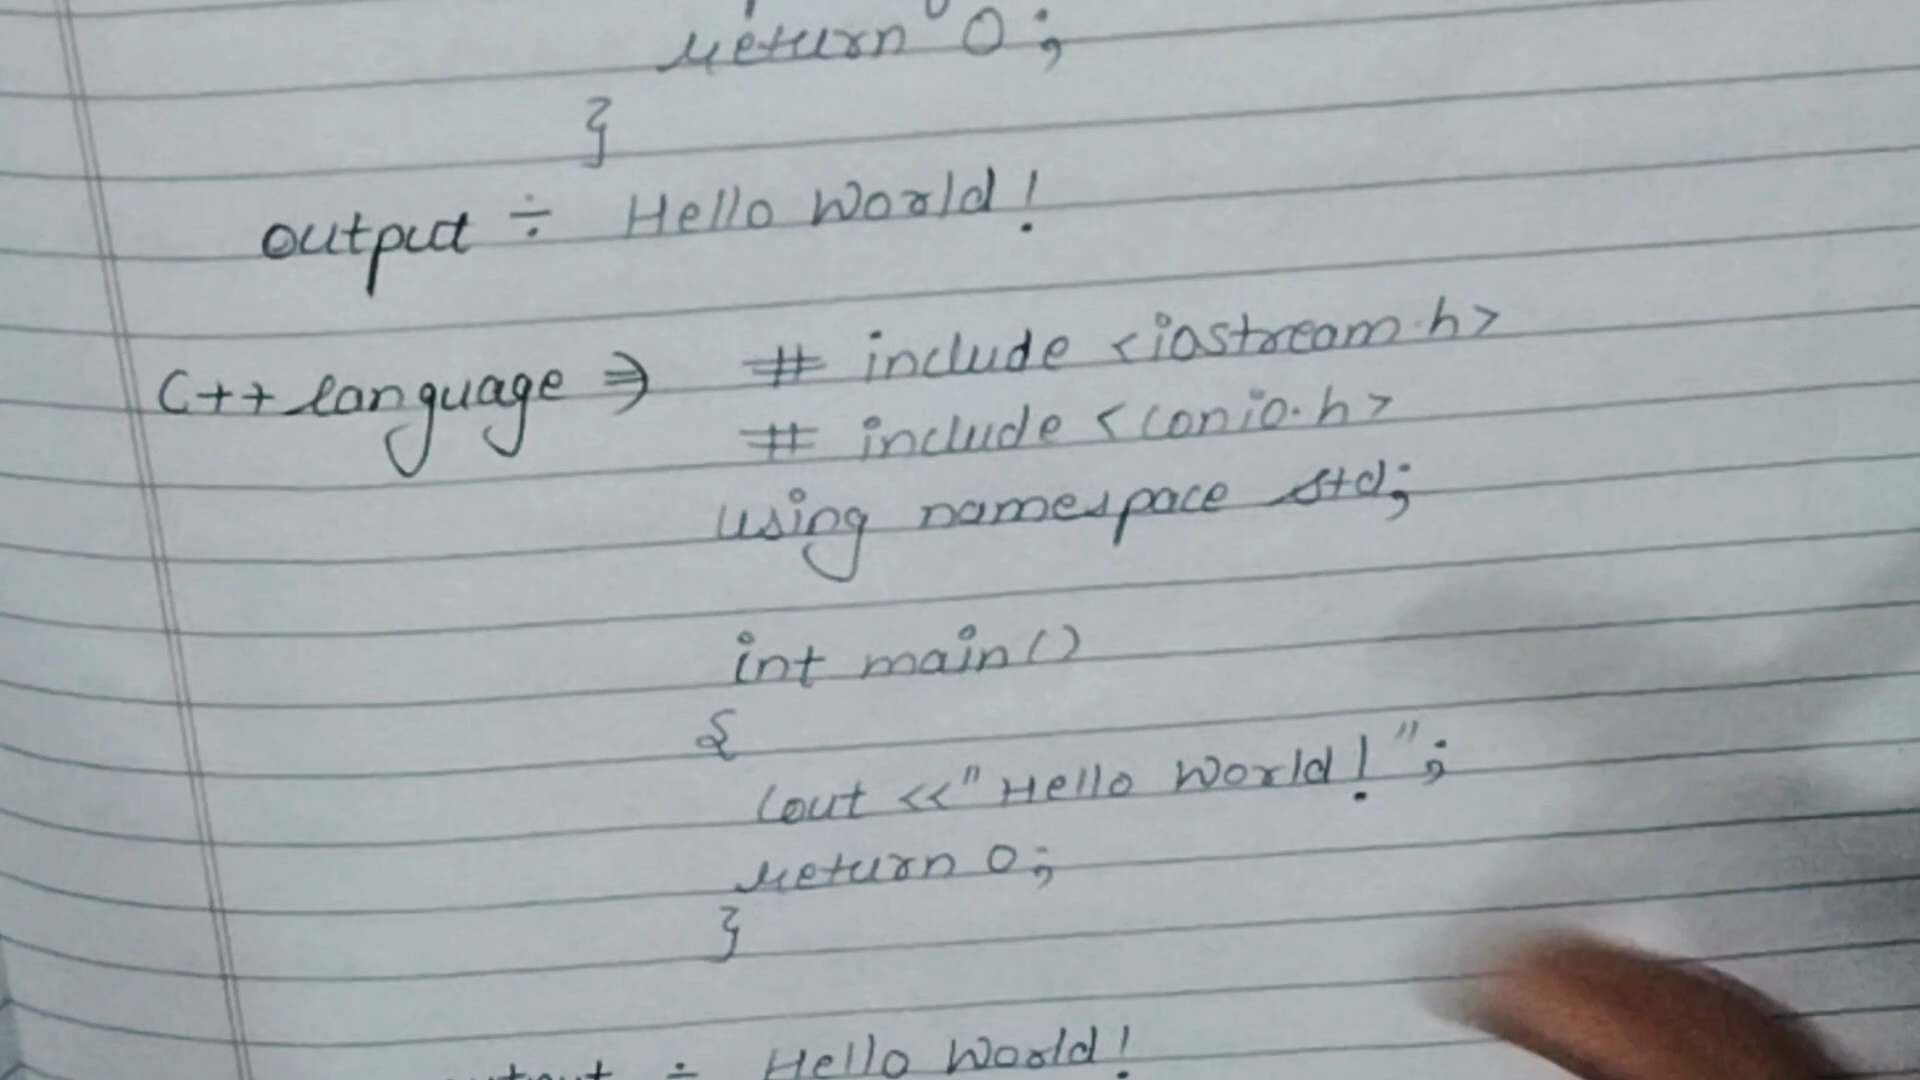 return 0;
}
output ÷ Hello World!
C++ language ⇒ # include <iostream.h>
# include <conio.h>
using namespace std;
int main()
{
cout <<"Hello World!";
return 0;
}
output ÷ Hello World!